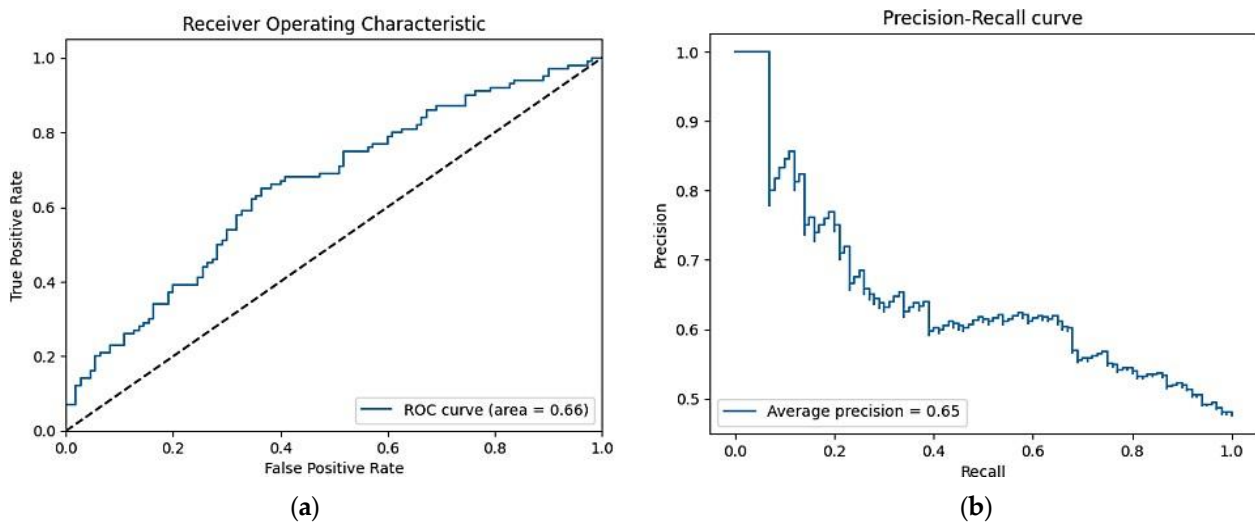 Receiver Operating Characteristic
True Positive Rate
1.0
0.8
0.6
0.4
0.2
0.0
0.0 0.2 0.4 0.6 0.8 1.0
False Positive Rate
ROC curve (area = 0.66)
(a)
Precision-Recall curve
Precision
1.0
0.9
0.8
0.7
0.6
0.5
0.0 0.2 0.4 0.6 0.8 1.0
Recall
Average precision = 0.65
(b)